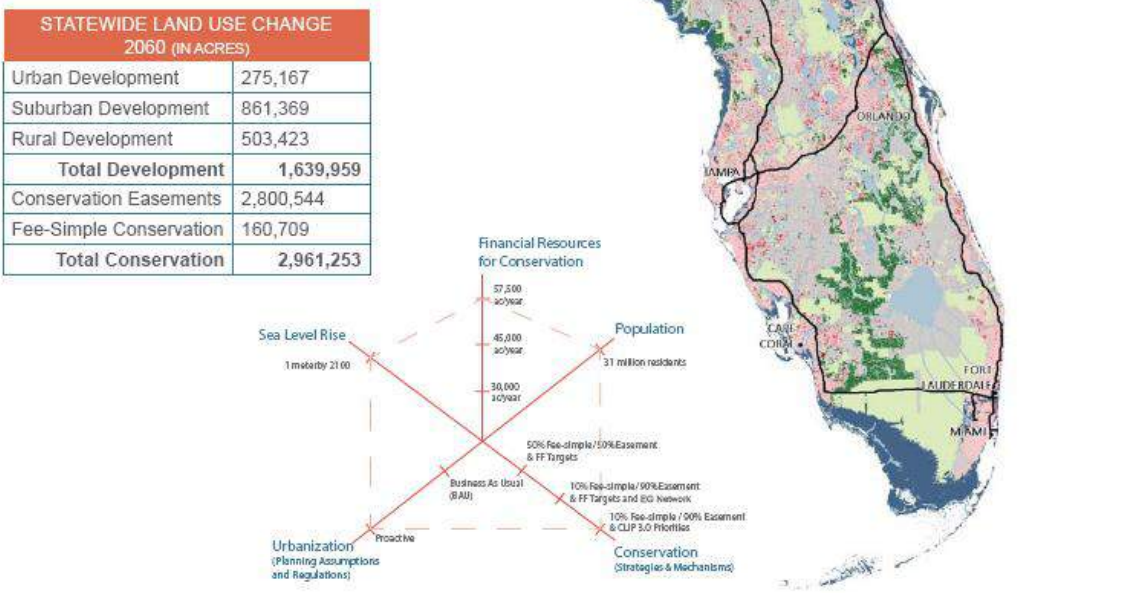 STATEWIDE LAND USE CHANGE
2060 (IN ACRES)
Urban Development 275,167
Suburban Development 861,369
Rural Development 503,423
Total Development 1,639,959
Conservation Easements 2,800,544
Fee-Simple Conservation 160,709
Total Conservation 2,961,253
Financial Resources
for Conservation
57,500
ac/year
Sea Level Rise
1 meter by 2100
45,000
ac/year
Population
31 million residents
30,000
ac/year
50% Fee-simple/50% Easement
& FF Targets
Business As Usual
(BAU)
10% Fee-simple/90% Easement
& FF Targets and EG Network
10% Fee-simple / 90% Easement
& CLIP 3.0 Priorities
Proactive
Urbanization
(Planning Assumptions
and Regulations)
Conservation
(Strategies & Mechanisms)
ORLANDO
TAMPA
CAPE
CORAL
FORT
LAUDERDALE
MIAMI